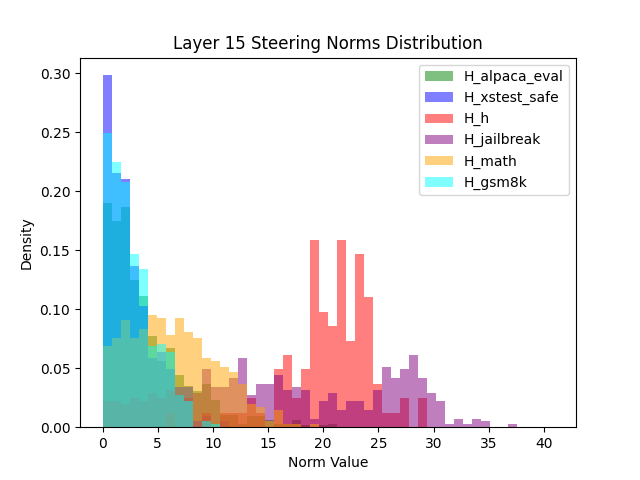 Layer 15 Steering Norms Distribution
H_alpaca_eval
H_xstest_safe
H_h
H_jailbreak
H_math
H_gsm8k
Density
0.30
0.25
0.20
0.15
0.10
0.05
0.00
0 5 10 15 20 25 30 35 40
Norm Value